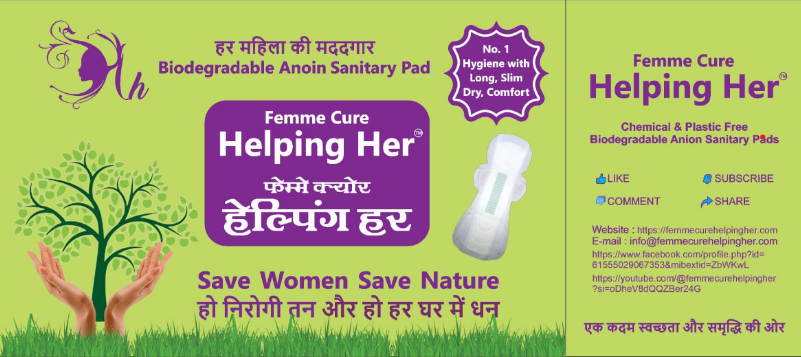 h
हर महिला की मददगार
Biodegradable Anoin Sanitary Pad
No. 1
Hygiene with
Long, Slim
Dry, Comfort
Femme Cure
Helping Her™
फेम्मे क्योर
हेल्पिंग हर
Save Women Save Nature
हो निरोगी तन और हो हर घर में धन
Femme Cure
Helping Her™
Chemical & Plastic Free
Biodegradable Anion Sanitary Pads
LIKE
SUBSCRIBE
COMMENT
SHARE
Website : https://femmecurehelpingher.com
E-mail : info@femmecurehelpingher.com
https://www.facebook.com/profile.php?id=
61555029067353&mibextid=ZbWKwL
https://youtube.com/@femmecurehelpingher
?si=oDheV8dQQZBer24G
एक कदम स्वच्छता और समृद्धि की ओर